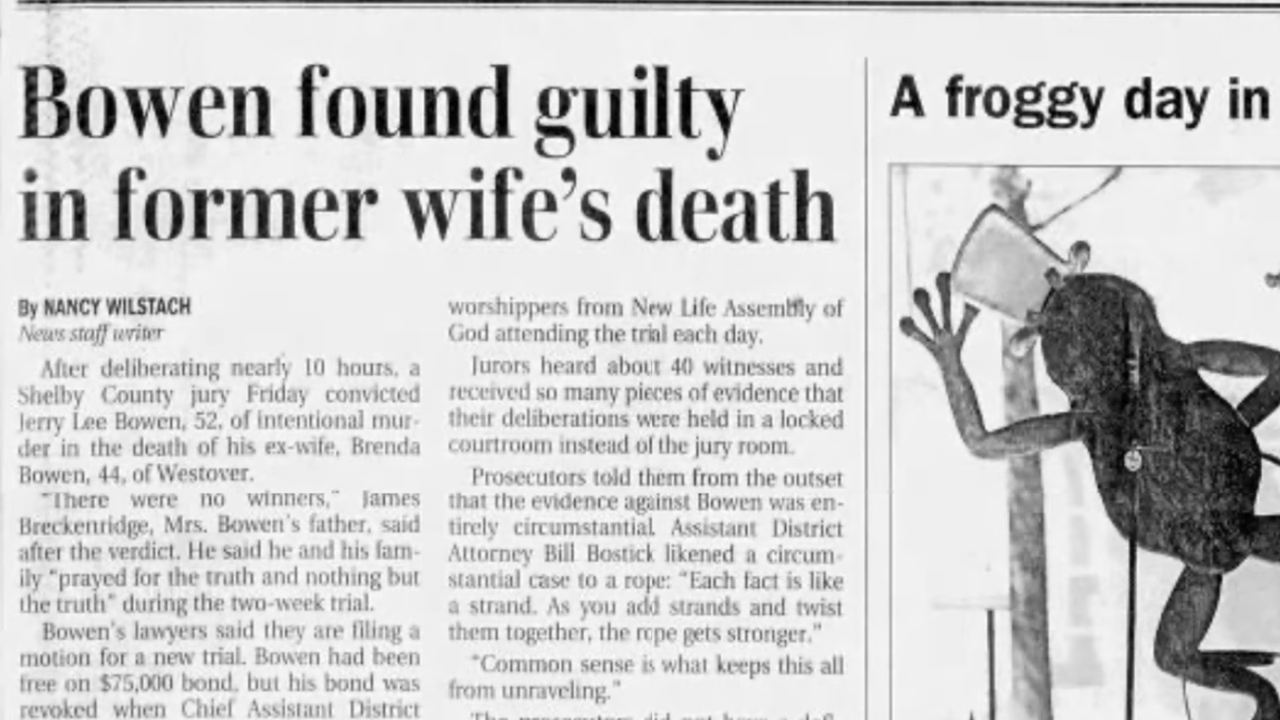 Bowen found guilty
in former wife's death
By NANCY WILSTACH
News staff writer
After deliberating nearly 10 hours, a
Shelby County jury Friday convicted
Jerry Lee Bowen, 52, of intentional mur-
der in the death of his ex-wife, Brenda
Bowen, 44, of Westover.
"There were no winners," James
Breckenridge, Mrs. Bowen's father, said
after the verdict. He said he and his fam-
ily "prayed for the truth and nothing but
the truth" during the two-week trial.
Bowen's lawyers said they are filing a
motion for a new trial. Bowen had been
free on $75,000 bond, but his bond was
revoked when Chief Assistant District
worshippers from New Life Assembly of
God attending the trial each day.
Jurors heard about 40 witnesses and
received so many pieces of evidence that
their deliberations were held in a locked
courtroom instead of the jury room.
Prosecutors told them from the outset
that the evidence against Bowen was en-
tirely circumstantial. Assistant District
Attorney Bill Bostick likened a circum-
stantial case to a rope: "Each fact is like
a strand. As you add strands and twist
them together, the rope gets stronger."
"Common sense is what keeps this all
from unraveling."
A froggy day in